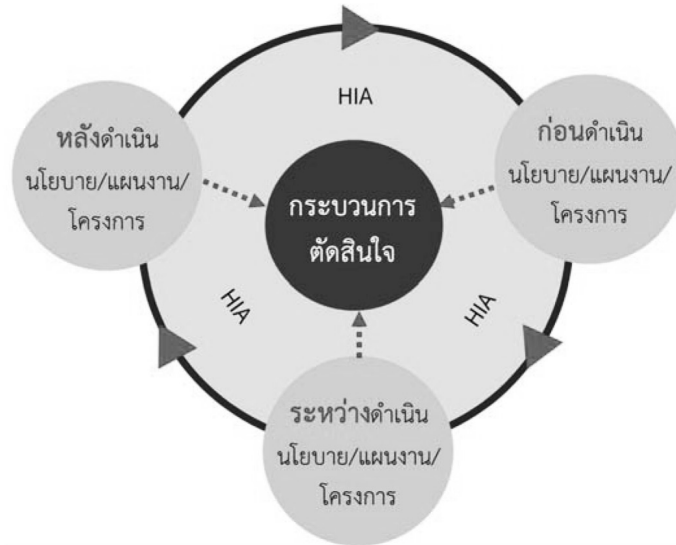 HIA
หลังดำเนิน
นโยบาย/แผนงาน/
โครงการ
ก่อนดำเนิน
นโยบาย/แผนงาน/
โครงการ
กระบวนการ
ตัดสินใจ
HIA
HIA
ระหว่างดำเนิน
นโยบาย/แผนงาน/
โครงการ